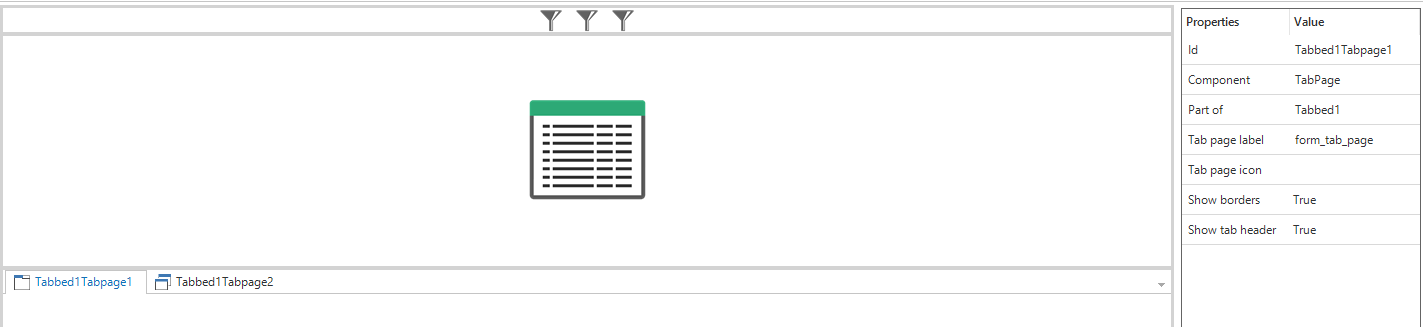 Properties Value
Id Tabbed1Tabpage1
Component TabPage
Part of Tabbed1
Tab page label form_tab_page
Tab page icon
Show borders True
Show tab header True
Tabbed1Tabpage1 Tabbed1Tabpage2